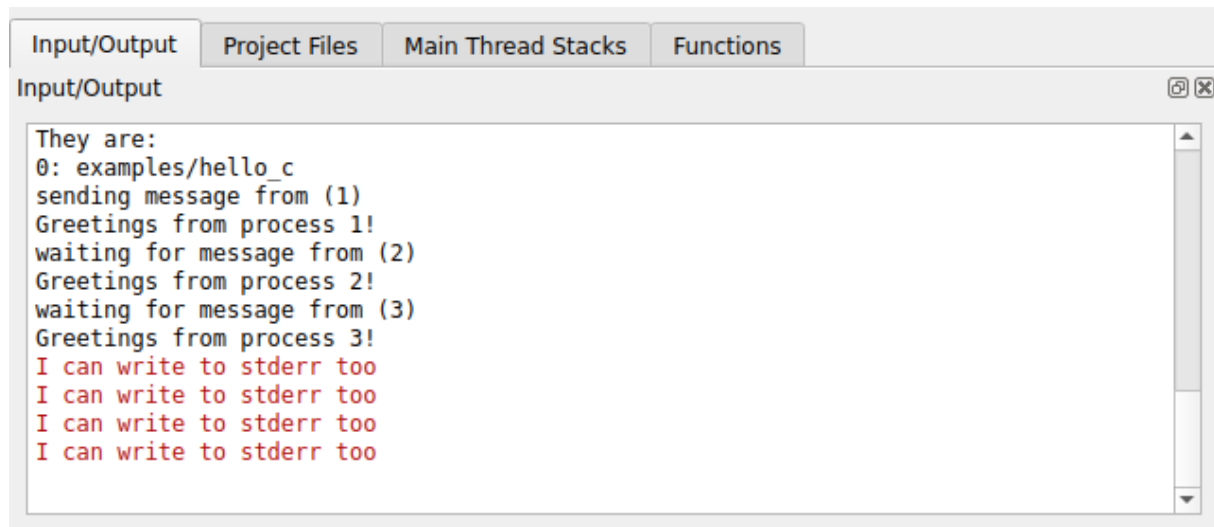 Input/Output Project Files Main Thread Stacks Functions
Input/Output
They are:
0: examples/hello_c
sending message from (1)
Greetings from process 1!
waiting for message from (2)
Greetings from process 2!
waiting for message from (3)
Greetings from process 3!
I can write to stderr too
I can write to stderr too
I can write to stderr too
I can write to stderr too